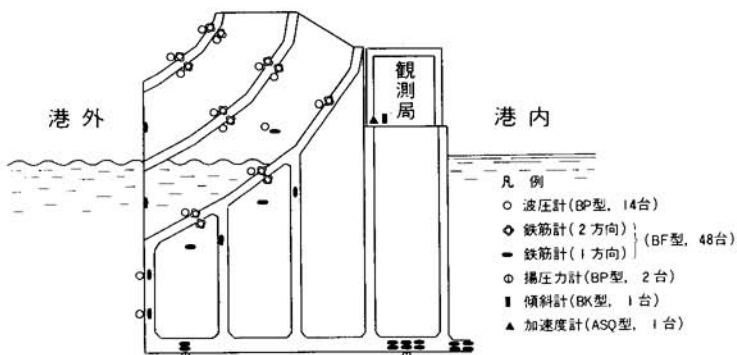 観測局
港外
港内
凡例
○ 波圧計(BP型, 14台)
鉄筋計(2方向)
鉄筋計(1方向)
(BF型, 48台)
揚圧力計(BP型, 2台)
傾斜計(BK型, 1台)
▲ 加速度計(ASQ型, 1台)